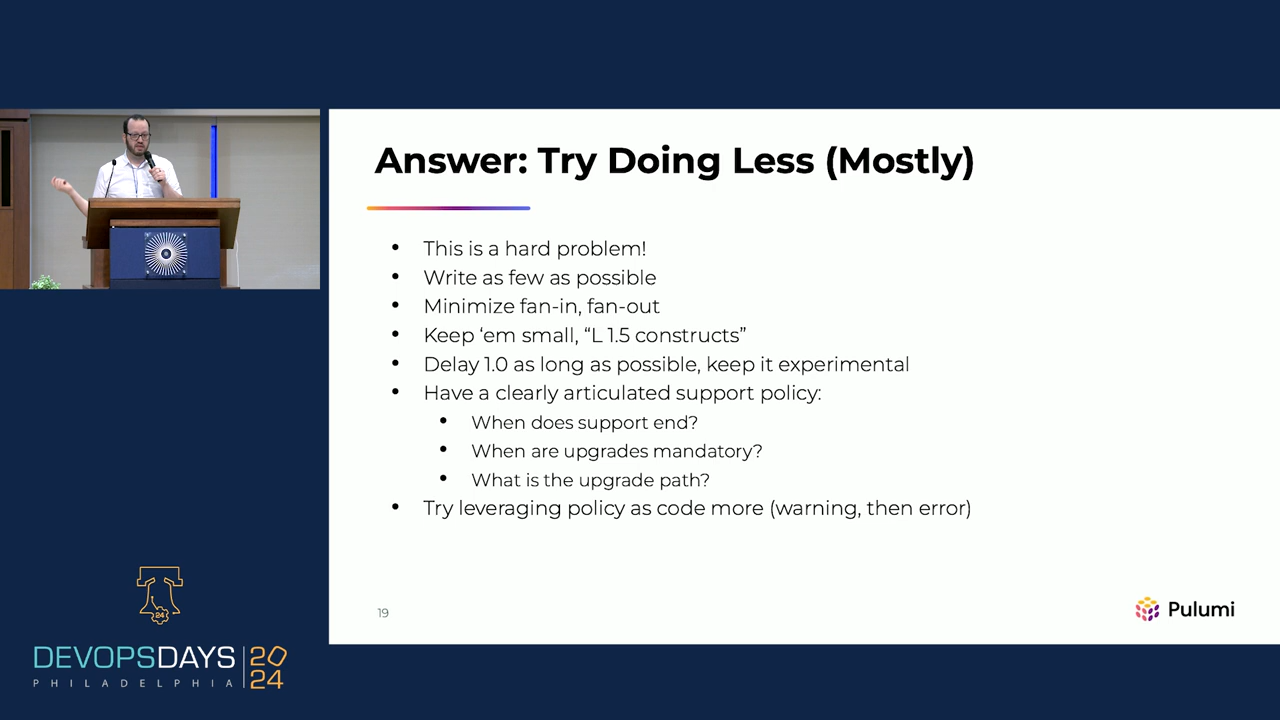 Answer: Try Doing Less (Mostly)
• This is a hard problem!
• Write as few as possible
• Minimize fan-in, fan-out
• Keep ‘em small, “L 1.5 constructs”
• Delay 1.0 as long as possible, keep it experimental
• Have a clearly articulated support policy:
• When does support end?
• When are upgrades mandatory?
• What is the upgrade path?
• Try leveraging policy as code more (warning, then error)
19
Pulumi
24
DEVOPSDAYS
PHILADELPHIA
20
24